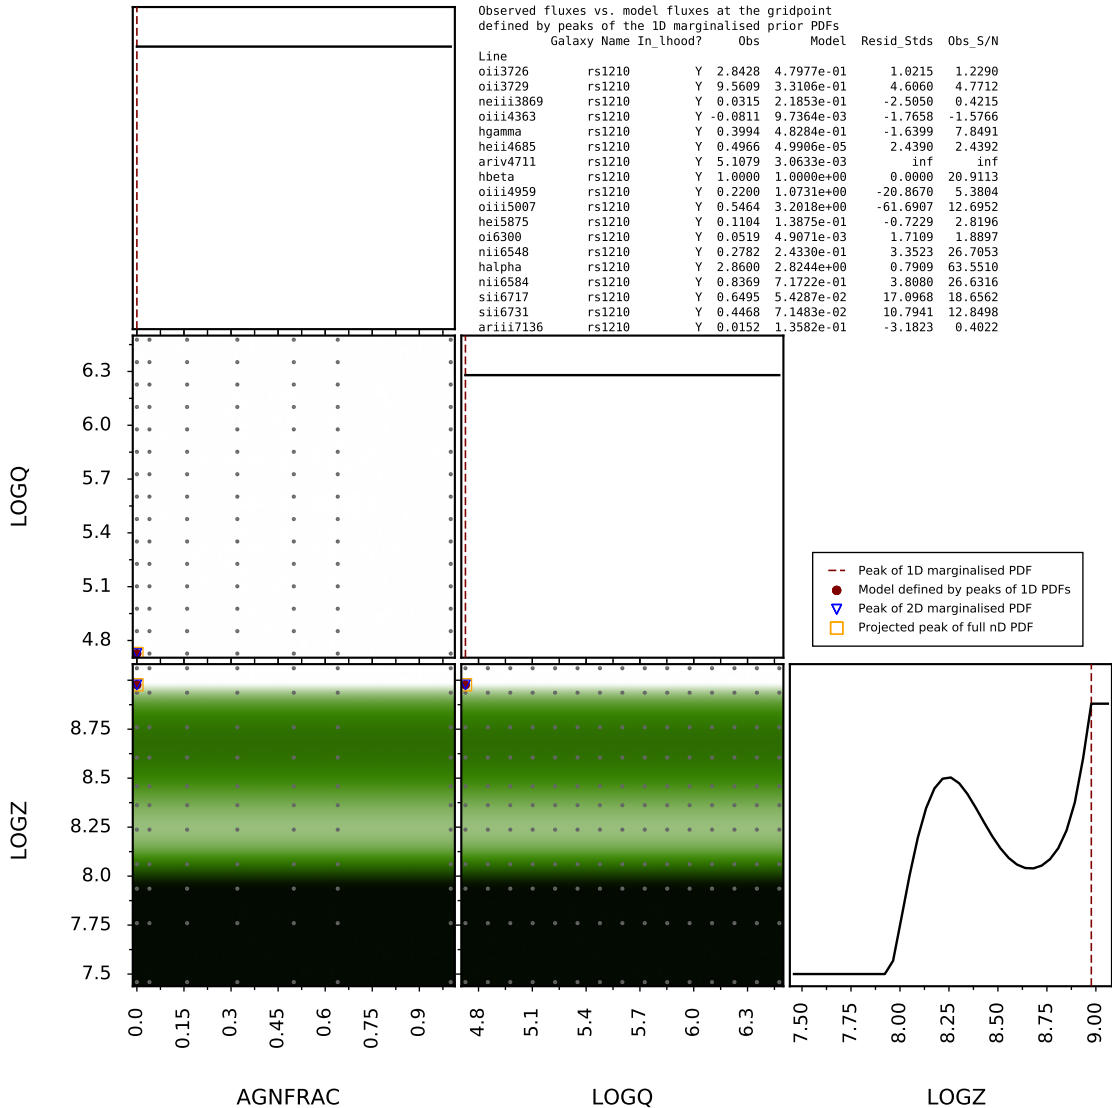 Observed fluxes vs. model fluxes at the gridpoint
defined by peaks of the 1D marginalised prior PDFs
Galaxy Name In_lhood? Obs Model Resid_Stds Obs_S/N
Line
oii3726 rs1210 Y 2.8428 4.7977e-01 1.0215 1.2290
oii3729 rs1210 Y 9.5609 3.3106e-01 4.6060 4.7712
neiii3869 rs1210 Y 0.0315 2.1853e-01 -2.5050 0.4215
oiii4363 rs1210 Y -0.0811 9.7364e-03 -1.7658 -1.5766
hgamma rs1210 Y 0.3994 4.8284e-01 -1.6399 7.8491
heii4685 rs1210 Y 0.4966 4.9906e-05 2.4390 2.4392
ariv4711 rs1210 Y 5.1079 3.0633e-03 inf inf
hbeta rs1210 Y 1.0000 1.0000e+00 0.0000 20.9113
oiii4959 rs1210 Y 0.2200 1.0731e+00 -20.8670 5.3804
oiii5007 rs1210 Y 0.5464 3.2018e+00 -61.6907 12.6952
hei5875 rs1210 Y 0.1104 1.3875e-01 -0.7229 2.8196
oi6300 rs1210 Y 0.0519 4.9071e-03 1.7109 1.8897
nii6548 rs1210 Y 0.2782 2.4330e-01 3.3523 26.7053
halpha rs1210 Y 2.8600 2.8244e+00 0.7909 63.5510
nii6584 rs1210 Y 0.8369 7.1722e-01 3.8080 26.6316
sii6717 rs1210 Y 0.6495 5.4287e-02 17.0968 18.6562
sii6731 rs1210 Y 0.4468 7.1483e-02 10.7941 12.8498
ariii7136 rs1210 Y 0.0152 1.3582e-01 -3.1823 0.4022
LOGQ
6.3
6.0
5.7
5.4
5.1
4.8
Peak of 1D marginalised PDF
Model defined by peaks of 1D PDFs
Peak of 2D marginalised PDF
Projected peak of full nD PDF
LOGZ
8.75
8.5
8.25
8.0
7.75
7.5
0.0 0.15 0.3 0.45 0.6 0.75 0.9
4.8 5.1 5.4 5.7 6.0 6.3
7.50 7.75 8.00 8.25 8.50 8.75 9.00
AGNFRAC LOGQ LOGZ